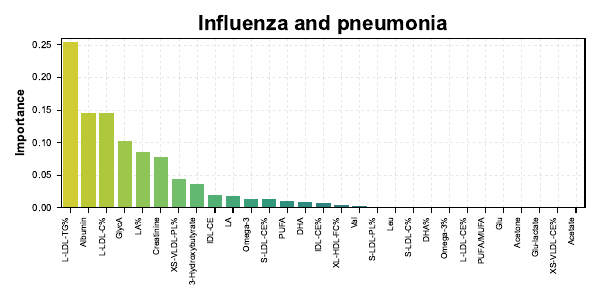 Influenza and pneumonia
Importance
0.25
0.20
0.15
0.10
0.05
0.00
L-LDL-TG%
Albumin
L-LDL-C%
GlycA
LA%
Creatinine
XS-VLDL-PL%
3-Hydroxybutyrate
IDL-CE
LA
Omega-3
S-LDL-CE%
PUFA
DHA
IDL-CE%
XL-HDL-FC%
Val
S-LDL-PL%
Leu
S-LDL-C%
DHA%
Omega-3%
L-LDL-CE%
PUFA/MUFA
Glu
Acetone
Glu-lactate
XS-VLDL-CE%
Acetate